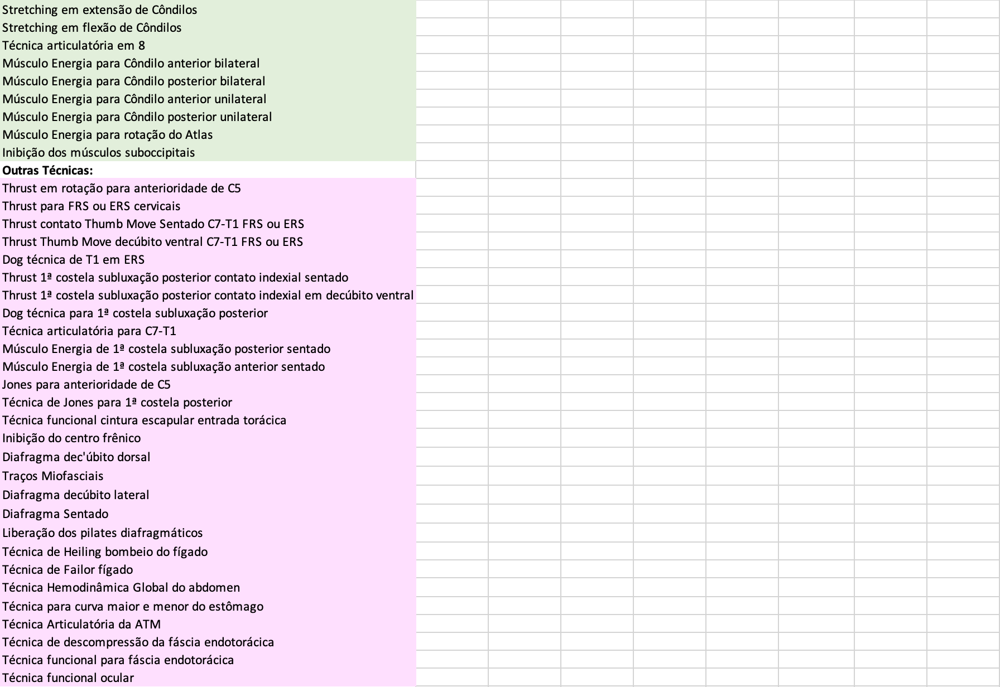 Stretching em extensão de Côndilos
Stretching em flexão de Côndilos
Técnica articulatória em 8
Músculo Energia para Côndilo anterior bilateral
Músculo Energia para Côndilo posterior bilateral
Músculo Energia para Côndilo anterior unilateral
Músculo Energia para Côndilo posterior unilateral
Músculo Energia para rotação do Atlas
Inibição dos músculos suboccipitais
Outras Técnicas:
Thrust em rotação para anterioridade de C5
Thrust para FRS ou ERS cervicais
Thrust contato Thumb Move Sentado C7-T1 FRS ou ERS
Thrust Thumb Move decúbito ventral C7-T1 FRS ou ERS
Dog técnica de T1 em ERS
Thrust 1ª costela subluxação posterior contato indexial sentado
Thrust 1ª costela subluxação posterior contato indexial em decúbito ventral
Dog técnica para 1ª costela subluxação posterior
Técnica articulatória para C7-T1
Músculo Energia de 1ª costela subluxação posterior sentado
Músculo Energia de 1ª costela subluxação anterior sentado
Jones para anterioridade de C5
Técnica de Jones para 1ª costela posterior
Técnica funcional cintura escapular entrada torácica
Inibição do centro frênico
Diafragma dec'úbito dorsal
Traços Miofasciais
Diafragma decúbito lateral
Diafragma Sentado
Liberação dos pilates diafragmáticos
Técnica de Heiling bombeio do fígado
Técnica de Failor fígado
Técnica Hemodinâmica Global do abdomen
Técnica para curva maior e menor do estômago
Técnica Articulatória da ATM
Técnica de descompressão da fáscia endotorácica
Técnica funcional para fáscia endotorácica
Técnica funcional ocular